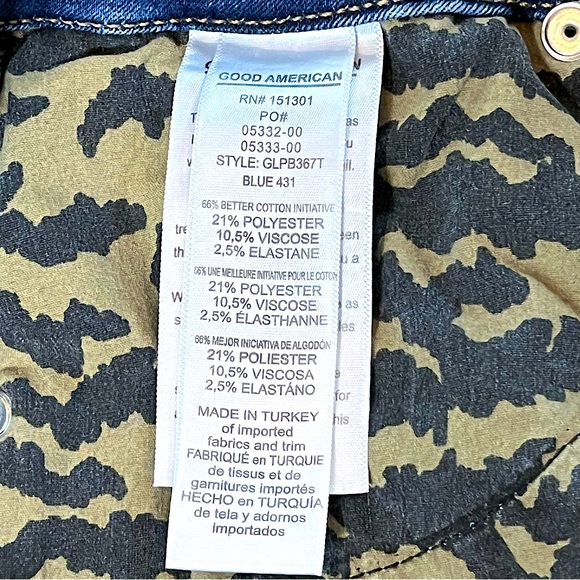 GOOD AMERICAN
RN# 151301
PO#
05332-00
05333-00
STYLE: GLPB367T
BLUE 431
66% BETTER COTTON INITIATIVE
21% POLYESTER
10,5% VISCOSE
2,5% ELASTANE
66% UNE MEILLEURE INITIATIVE POUR LE COTON
21% POLYESTER
10,5% VISCOSE
2,5% ÉLASTHANNE
66% MEJOR INICIATIVA DE ALGODÓN
21% POLIESTER
10,5% VISCOSA
2,5% ELASTÁNO
MADE IN TURKEY
of imported
fabrics and trim
FABRIQUÉ en TURQUIE
de tissus et de
garnitures importés
HECHO en TURQUÍA
de tela y adornos
importados